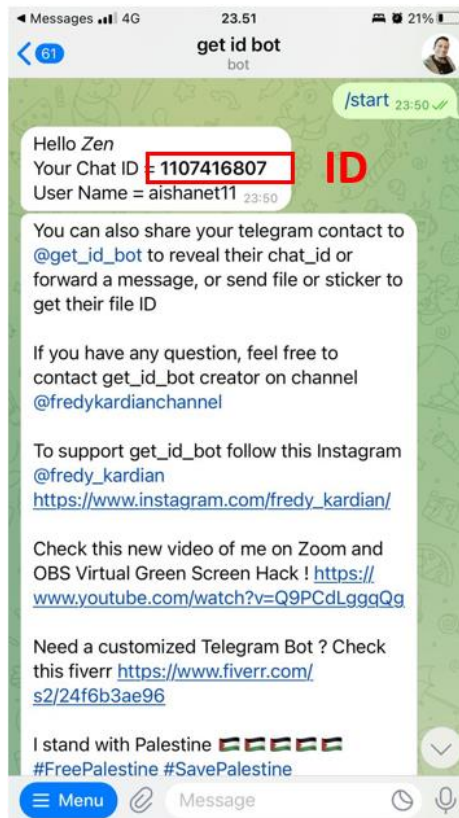 Messages 4G 23.51 21%
61 get id bot
bot
/start 23:50
Hello Zen
Your Chat ID = 1107416807 ID
User Name = aishanet11 23:50
You can also share your telegram contact to
@get_id_bot to reveal their chat_id or
forward a message, or send file or sticker to
get their file ID
If you have any question, feel free to
contact get_id_bot creator on channel
@fredykardianchannel
To support get_id_bot follow this Instagram
@fredy_kardian
https://www.instagram.com/fredy_kardian/
Check this new video of me on Zoom and
OBS Virtual Green Screen Hack ! https://
www.youtube.com/watch?v=Q9PCdLggqQg
Need a customized Telegram Bot ? Check
this fiverr https://www.fiverr.com/
s2/24f6b3ae96
I stand with Palestine 🇵🇸🇵🇸🇵🇸🇵🇸🇵🇸
#FreePalestine #SavePalestine
Menu Message